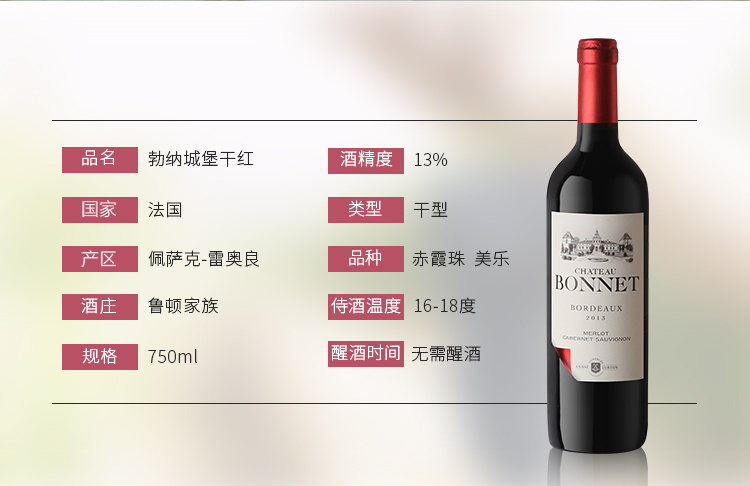 品名 勃纳城堡干红
酒精度 13%
国家 法国
类型 干型
产区 佩萨克-雷奥良
品种 赤霞珠 美乐
酒庄 鲁顿家族
侍酒温度 16-18度
规格 750ml
醒酒时间 无需醒酒
CHATEAU
BONNET
BORDEAUX
2013
MERLOT
CABERNET SAUVIGNON